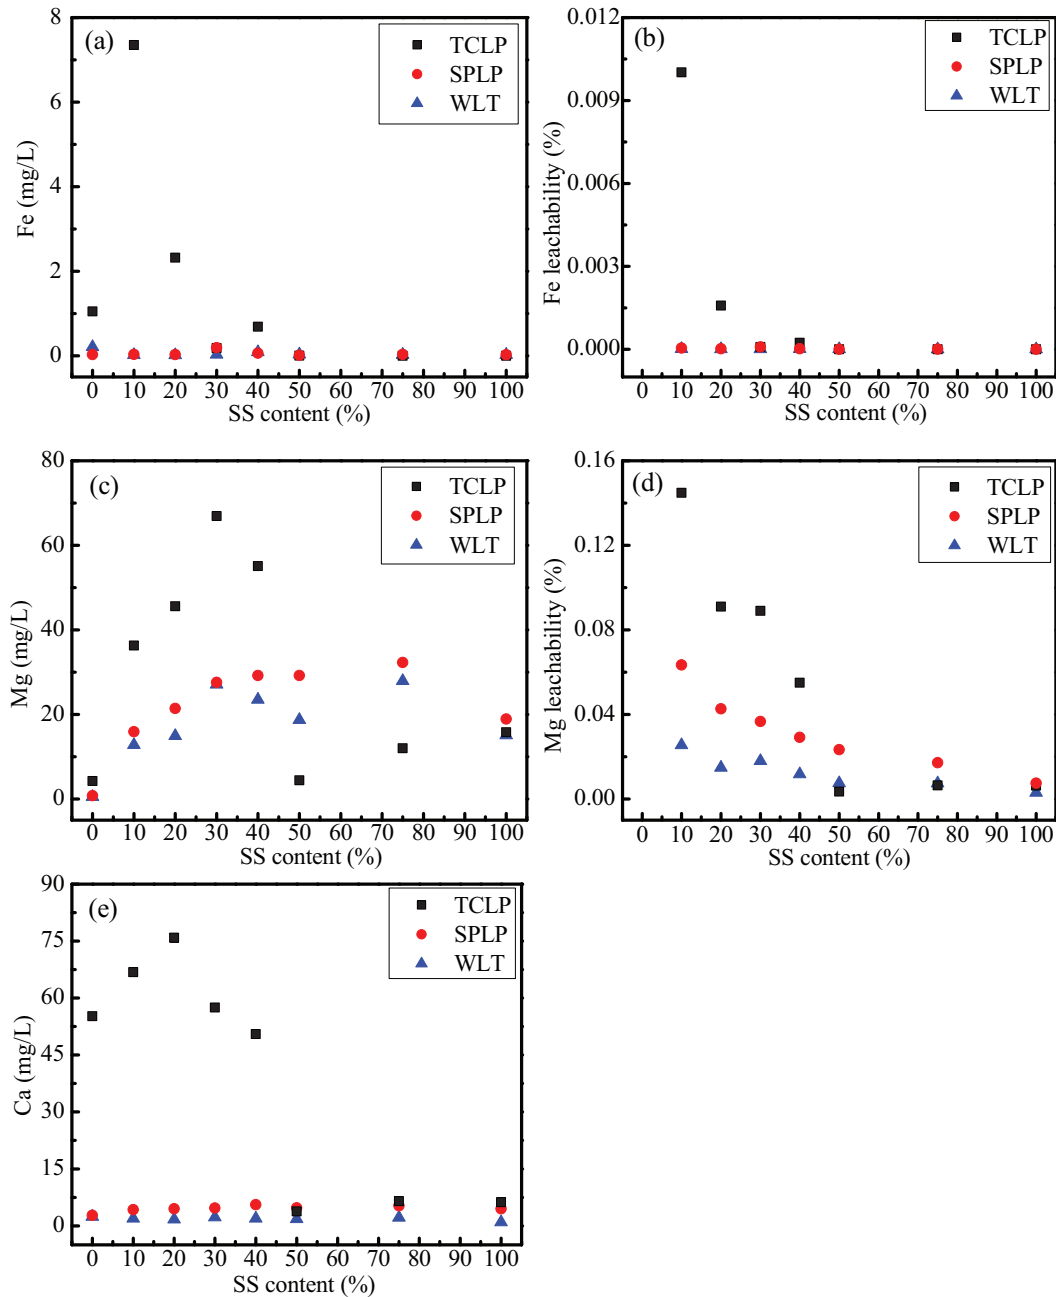 (a)
TCLP
SPLP
WLT
8
6
4
2
0
Fe (mg/L)
0 10 20 30 40 50 60 70 80 90 100
SS content (%)
(b)
TCLP
SPLP
WLT
0.012
0.009
0.006
0.003
0.000
Fe leachability (%)
0 10 20 30 40 50 60 70 80 90 100
SS content (%)
(c)
TCLP
SPLP
WLT
80
60
40
20
0
Mg (mg/L)
0 10 20 30 40 50 60 70 80 90 100
SS content (%)
(d)
TCLP
SPLP
WLT
0.16
0.12
0.08
0.04
0.00
Mg leachability (%)
0 10 20 30 40 50 60 70 80 90 100
SS content (%)
(e)
TCLP
SPLP
WLT
90
75
60
45
30
15
0
Ca (mg/L)
0 10 20 30 40 50 60 70 80 90 100
SS content (%)